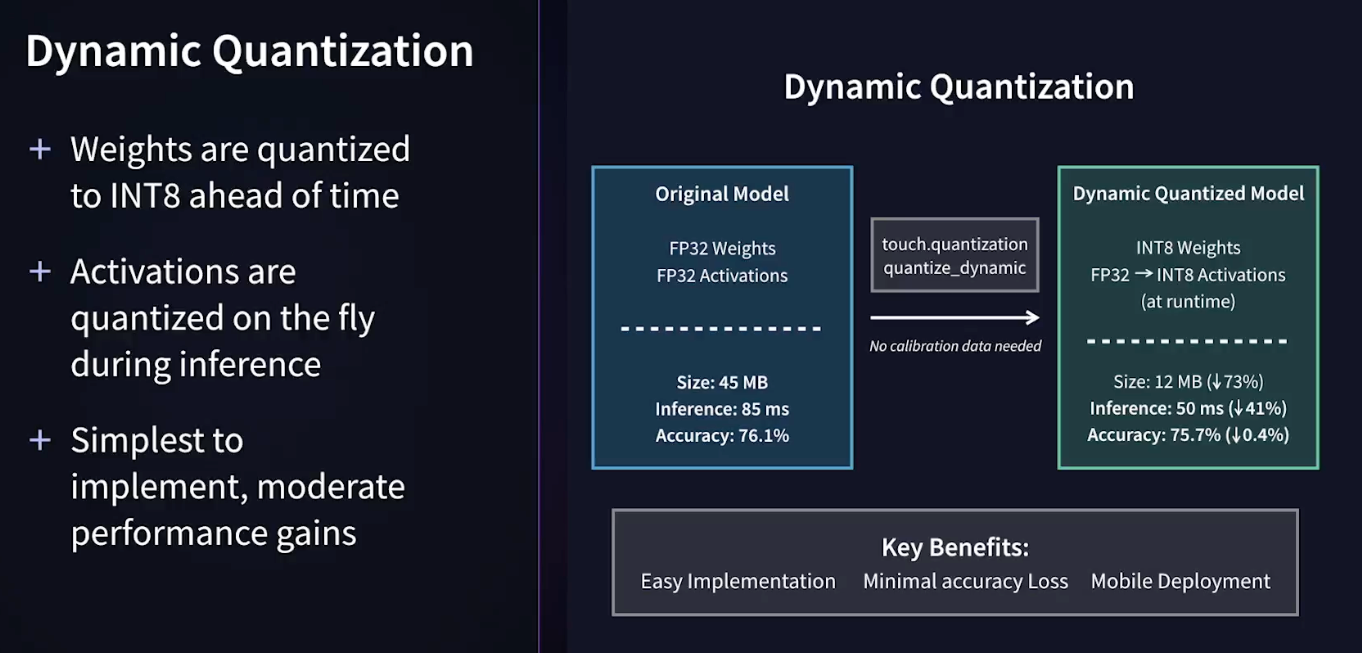 Dynamic Quantization
+ Weights are quantized
to INT8 ahead of time
+ Activations are
quantized on the fly
during inference
+ Simplest to
implement, moderate
performance gains
Dynamic Quantization
Original Model
FP32 Weights
FP32 Activations
Size: 45 MB
Inference: 85 ms
Accuracy: 76.1%
touch.quantization
quantize_dynamic
No calibration data needed
Dynamic Quantized Model
INT8 Weights
FP32 → INT8 Activations
(at runtime)
Size: 12 MB (↓73%)
Inference: 50 ms (↓41%)
Accuracy: 75.7% (↓0.4%)
Key Benefits:
Easy Implementation Minimal accuracy Loss Mobile Deployment